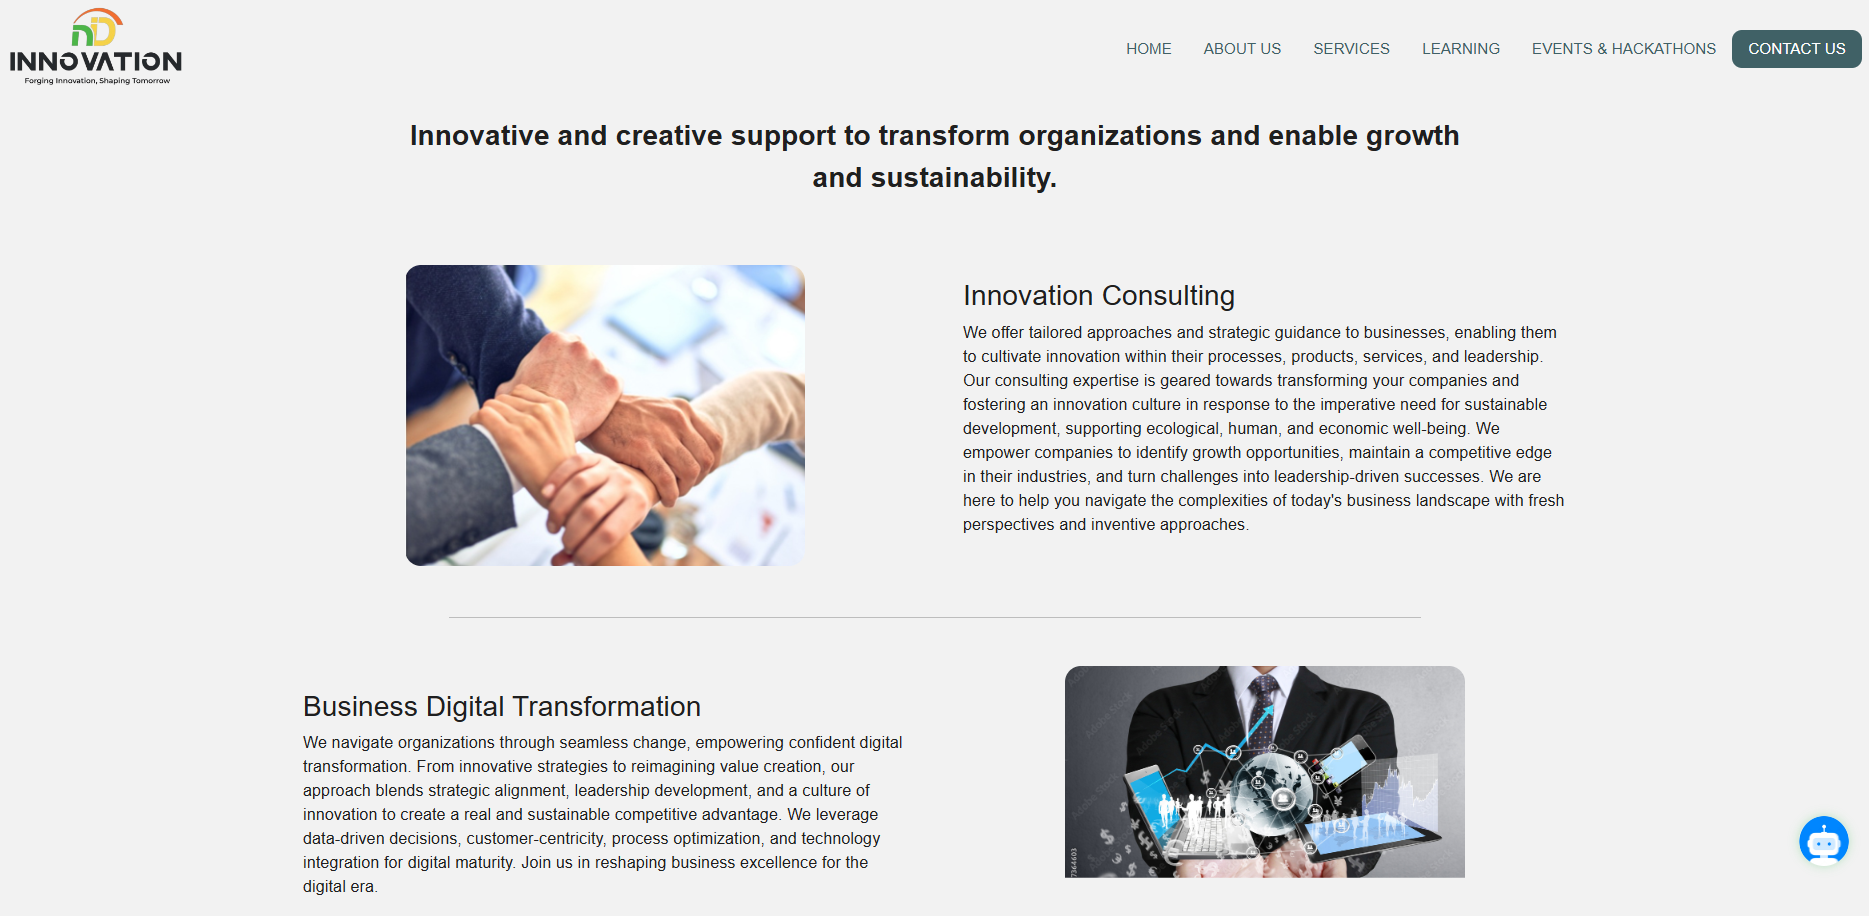 nD
INNOVATION
Forging Innovation, Shaping Tomorrow
HOME
ABOUT US
SERVICES
LEARNING
EVENTS & HACKATHONS
CONTACT US
Innovative and creative support to transform organizations and enable growth
and sustainability.
Innovation Consulting
We offer tailored approaches and strategic guidance to businesses, enabling them
to cultivate innovation within their processes, products, services, and leadership.
Our consulting expertise is geared towards transforming your companies and
fostering an innovation culture in response to the imperative need for sustainable
development, supporting ecological, human, and economic well-being. We
empower companies to identify growth opportunities, maintain a competitive edge
in their industries, and turn challenges into leadership-driven successes. We are
here to help you navigate the complexities of today's business landscape with fresh
perspectives and inventive approaches.
Business Digital Transformation
We navigate organizations through seamless change, empowering confident digital
transformation. From innovative strategies to reimagining value creation, our
approach blends strategic alignment, leadership development, and a culture of
innovation to create a real and sustainable competitive advantage. We leverage
data-driven decisions, customer-centricity, process optimization, and technology
integration for digital maturity. Join us in reshaping business excellence for the
digital era.
Adobe Stock
7364603